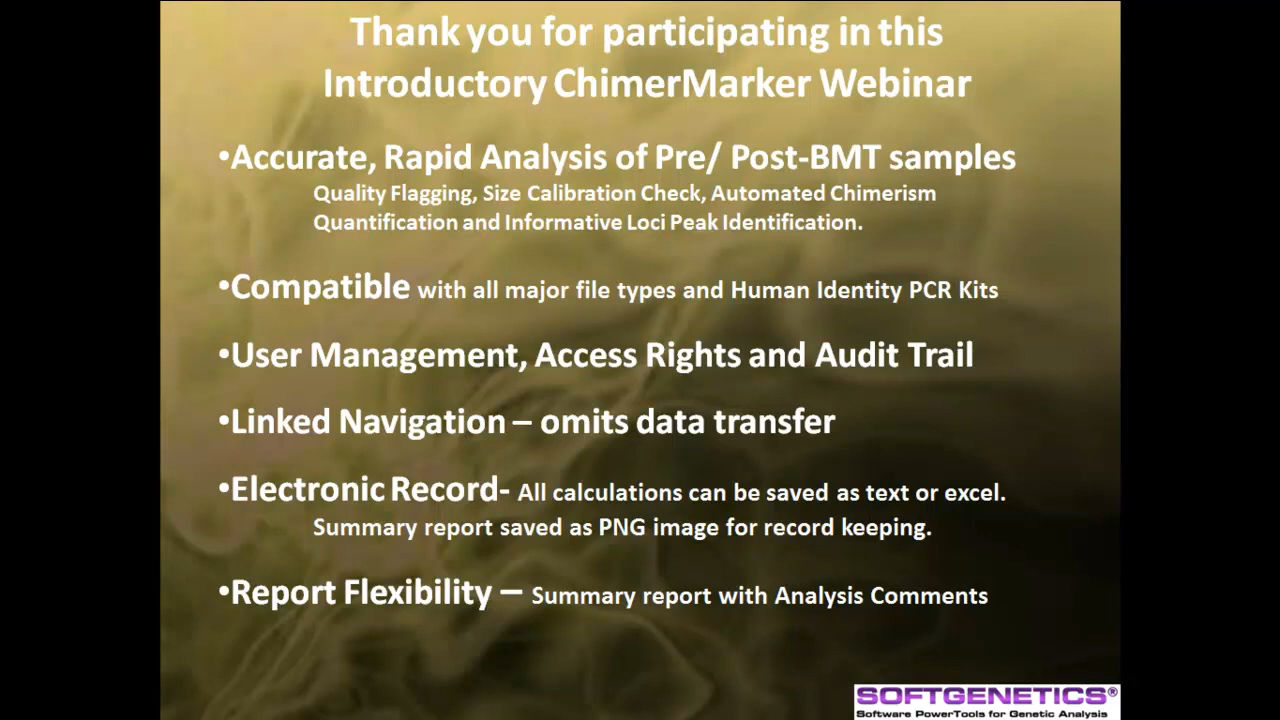 Thank you for participating in this
Introductory ChimerMarker Webinar
•Accurate, Rapid Analysis of Pre/ Post-BMT samples
Quality Flagging, Size Calibration Check, Automated Chimerism
Quantification and Informative Loci Peak Identification.
•Compatible with all major file types and Human Identity PCR Kits
•User Management, Access Rights and Audit Trail
•Linked Navigation – omits data transfer
•Electronic Record- All calculations can be saved as text or excel.
Summary report saved as PNG image for record keeping.
•Report Flexibility – Summary report with Analysis Comments
SOFTGENETICS®
Software PowerTools for Genetic Analysis